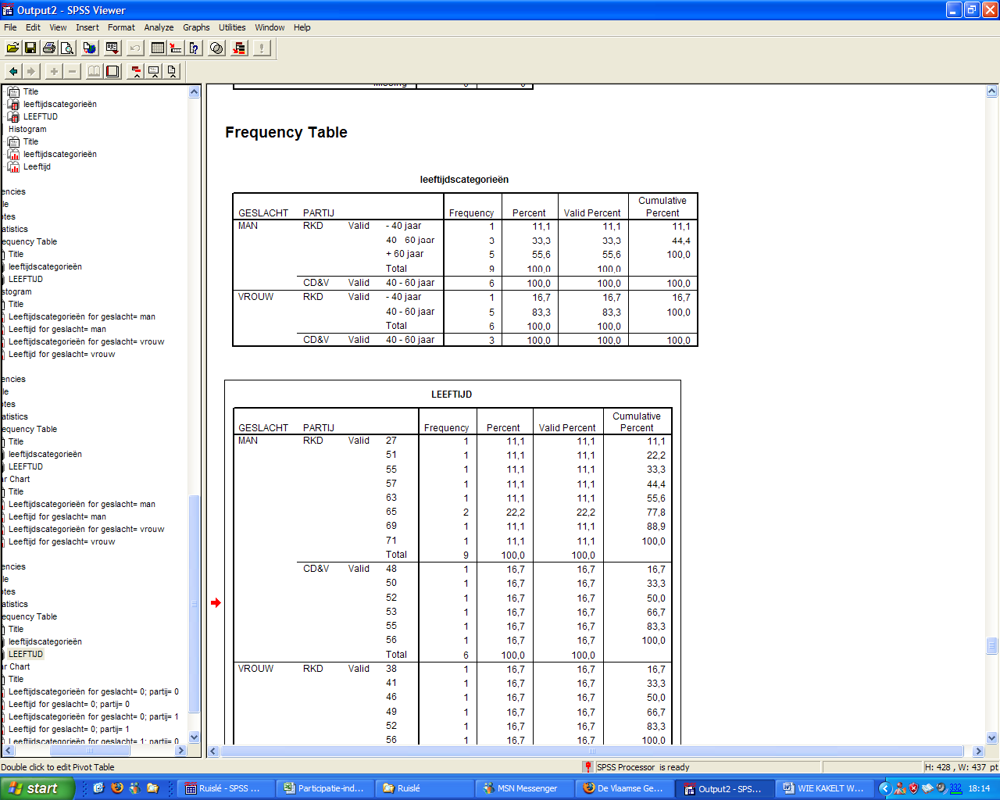 Output2 - SPSS Viewer
File Edit View Insert Format Analyze Graphs Utilities Window Help
Title
leeftijdscategorieën
LEEFTIJD
Histogram
Title
leeftijdscategorieën
Leeftijd
encies
le
otes
atistics
equency Table
Title
leeftijdscategorieën
LEEFTIJD
stogram
Title
Leeftijdscategorieën for geslacht= man
Leeftijd for geslacht= man
Leeftijdscategorieën for geslacht= vrouw
Leeftijd for geslacht= vrouw
encies
le
otes
atistics
equency Table
Title
leeftijdscategorieën
LEEFTIJD
ar Chart
Title
Leeftijdscategorieën for geslacht= man
Leeftijd for geslacht= man
Leeftijdscategorieën for geslacht= vrouw
Leeftijd for geslacht= vrouw
encies
le
otes
atistics
equency Table
Title
leeftijdscategorieën
LEEFTIJD
ar Chart
Title
Leeftijdscategorieën for geslacht= 0; partij= 0
Leeftijd for geslacht= 0; partij= 0
Leeftijdscategorieën for geslacht= 0; partij= 1
Leeftijd for geslacht= 0; partij= 1
Leeftijdscategorieën for geslacht= 1; partij= 0
Missing 0 0
Frequency Table
leeftijdscategorieën
GESLACHT PARTIJ Frequency Percent Valid Percent Cumulative Percent
MAN RKD Valid - 40 jaar 1 11,1 11,1 11,1
40 - 60 jaar 3 33,3 33,3 44,4
+ 60 jaar 5 55,6 55,6 100,0
Total 9 100,0 100,0
CD&V Valid 40 - 60 jaar 6 100,0 100,0 100,0
VROUW RKD Valid - 40 jaar 1 16,7 16,7 16,7
40 - 60 jaar 5 83,3 83,3 100,0
Total 6 100,0 100,0
CD&V Valid 40 - 60 jaar 3 100,0 100,0 100,0
LEEFTIJD
GESLACHT PARTIJ Frequency Percent Valid Percent Cumulative Percent
MAN RKD Valid 27 1 11,1 11,1 11,1
51 1 11,1 11,1 22,2
55 1 11,1 11,1 33,3
57 1 11,1 11,1 44,4
63 1 11,1 11,1 55,6
65 2 22,2 22,2 77,8
69 1 11,1 11,1 88,9
71 1 11,1 11,1 100,0
Total 9 100,0 100,0
CD&V Valid 48 1 16,7 16,7 16,7
50 1 16,7 16,7 33,3
52 1 16,7 16,7 50,0
53 1 16,7 16,7 66,7
55 1 16,7 16,7 83,3
56 1 16,7 16,7 100,0
Total 6 100,0 100,0
VROUW RKD Valid 38 1 16,7 16,7 16,7
41 1 16,7 16,7 33,3
46 1 16,7 16,7 50,0
49 1 16,7 16,7 66,7
52 1 16,7 16,7 83,3
56 1 16,7 16,7 100,0
Double click to edit Pivot Table SPSS Processor is ready H: 428 , W: 437 pt
start Ruislé - SPSS ... Participatie-ind... Ruislé MSN Messenger De Vlaamse Ge... Output2 - SPS... WIE KAKELT W... 332 18:14